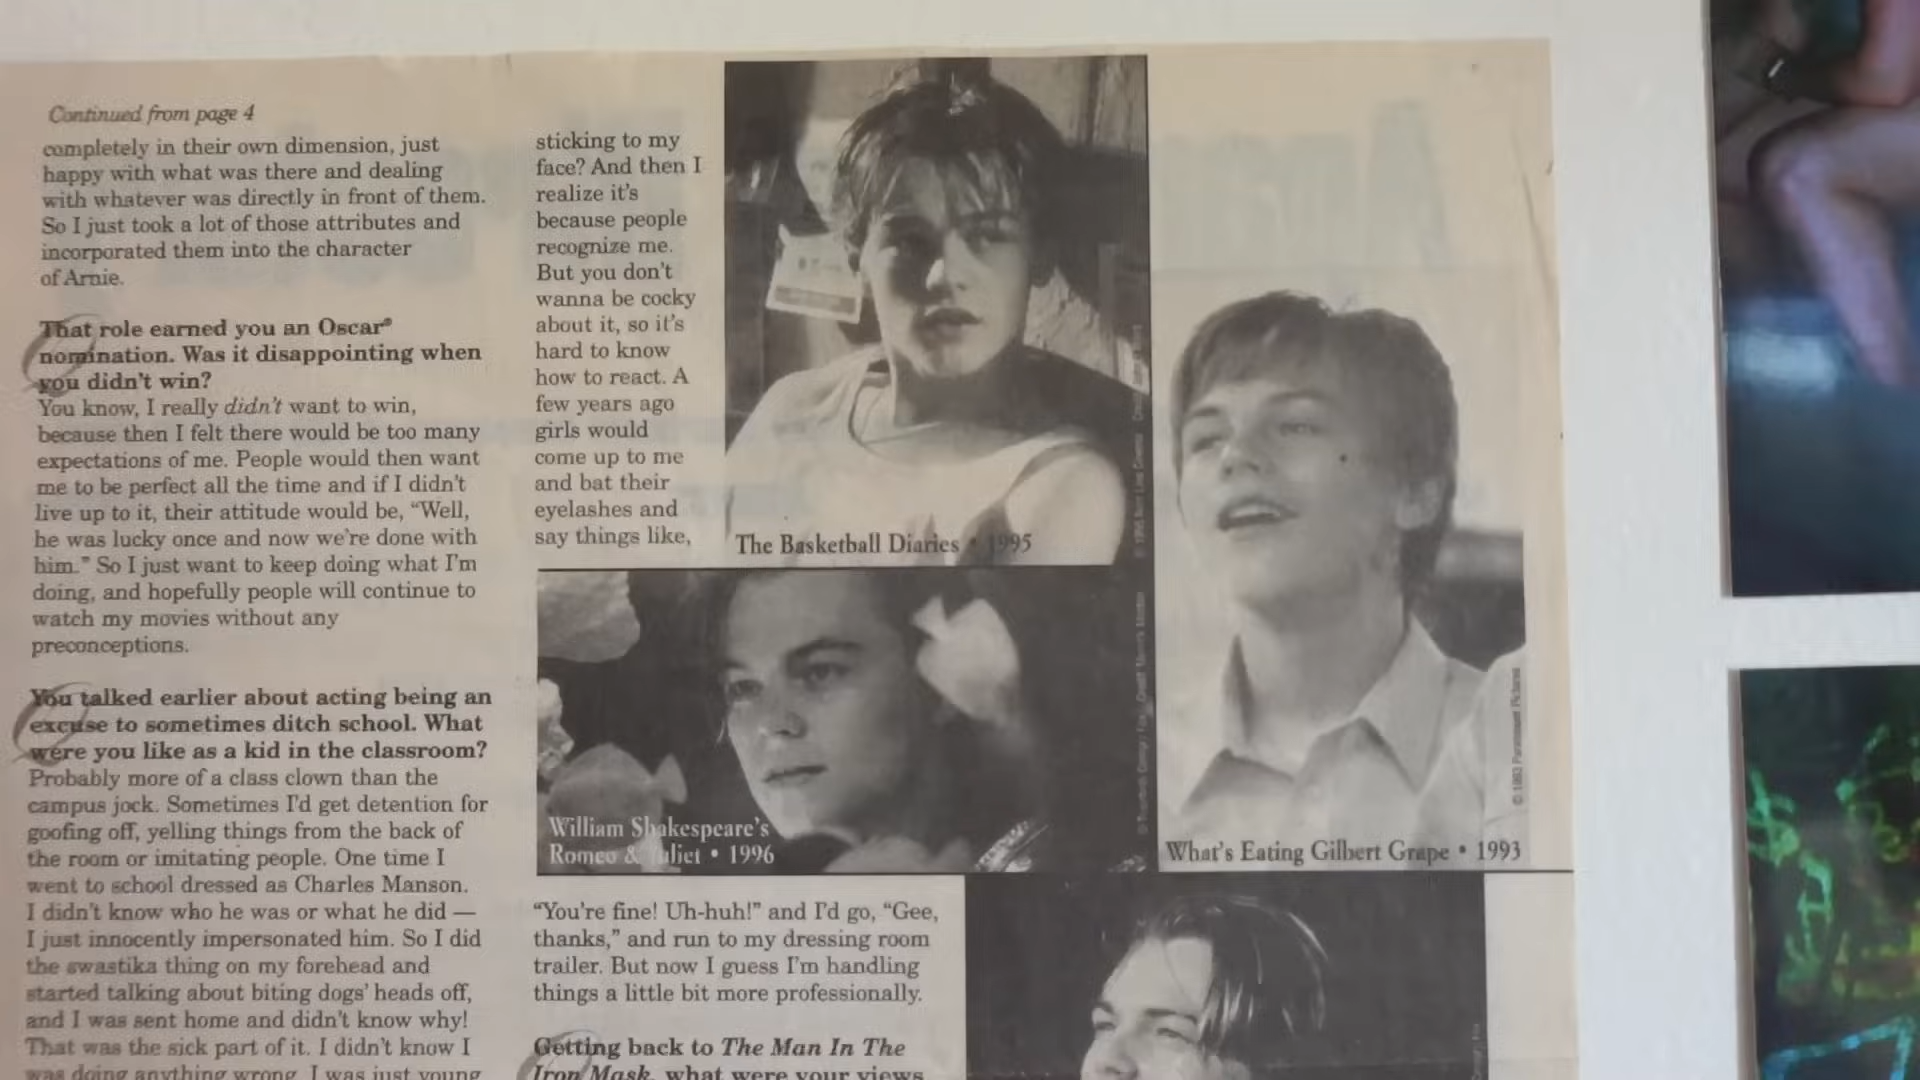 Continued from page 4
completely in their own dimension, just
happy with what was there and dealing
with whatever was directly in front of them.
So I just took a lot of those attributes and
incorporated them into the character
of Arnie.
That role earned you an Oscar®
nomination. Was it disappointing when
you didn't win?
You know, I really didn't want to win,
because then I felt there would be too many
expectations of me. People would then want
me to be perfect all the time and if I didn't
live up to it, their attitude would be, “Well,
he was lucky once and now we're done with
him.” So I just want to keep doing what I'm
doing, and hopefully people will continue to
watch my movies without any
preconceptions.
You talked earlier about acting being an
excuse to sometimes ditch school. What
were you like as a kid in the classroom?
Probably more of a class clown than the
campus jock. Sometimes I'd get detention for
goofing off, yelling things from the back of
the room or imitating people. One time I
went to school dressed as Charles Manson.
I didn't know who he was or what he did —
I just innocently impersonated him. So I did
the swastika thing on my forehead and
started talking about biting dogs' heads off,
and I was sent home and didn't know why!
That was the sick part of it. I didn't know I
was doing anything wrong. I was just young
sticking to my
face? And then I
realize it's
because people
recognize me.
But you don't
wanna be cocky
about it, so it's
hard to know
how to react. A
few years ago
girls would
come up to me
and bat their
eyelashes and
say things like,
The Basketball Diaries • 1995
William Shakespeare's
Romeo & Juliet • 1996
What's Eating Gilbert Grape • 1993
© 1993 Paramount Pictures
“You're fine! Uh-huh!” and I'd go, “Gee,
thanks,” and run to my dressing room
trailer. But now I guess I'm handling
things a little bit more professionally.
Getting back to The Man In The
Iron Mask, what were your views